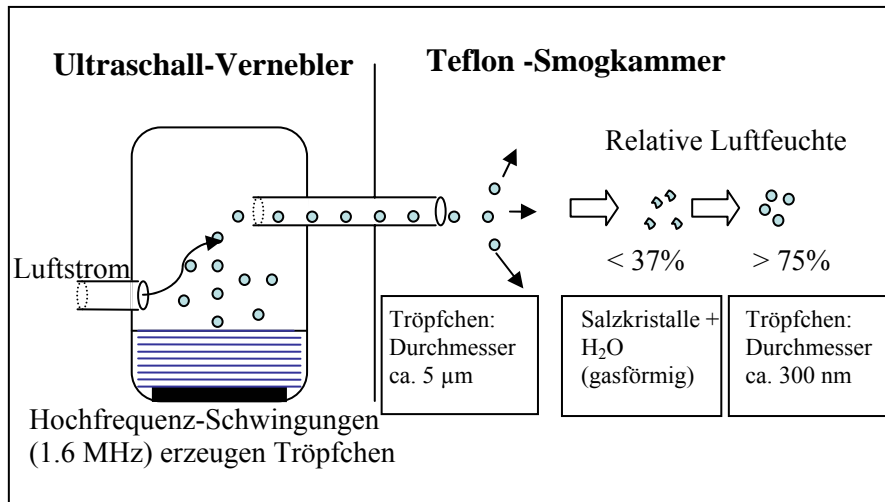 Ultraschall-Vernebler
Teflon -Smogkammer
Relative Luftfeuchte
Luftstrom
< 37%
> 75%
Tröpfchen:
Durchmesser
ca. 5 µm
Salzkristalle +
H₂O
(gasförmig)
Tröpfchen:
Durchmesser
ca. 300 nm
Hochfrequenz-Schwingungen
(1.6 MHz) erzeugen Tröpfchen